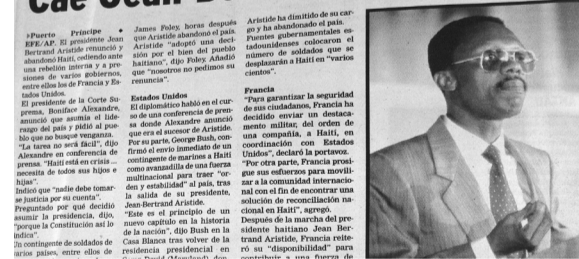 Cae Jean
»Puerto Príncipe ♦
EFE/AP. El presidente Jean
Bertrand Aristide renunció y
abandonó Haití, cediendo ante
una rebelión interna y a pre-
siones de varios gobiernos,
entre ellos los de Francia y Es-
tados Unidos.
El presidente de la Corte Su-
prema, Boniface Alexandre,
anunció que asumía el lide-
razgo del país y pidió al pue-
blo que no busque venganza.
"La tarea no será fácil", dijo
Alexandre en conferencia de
prensa. "Haití está en crisis ...
necesita de todos sus hijos e
hijas".
Indicó que "nadie debe tomar-
se justicia por su cuenta".
Preguntado por qué decidió
asumir la presidencia, dijo,
"porque la Constitución así lo
indica".
Un contingente de soldados de
varios países, entre ellos de
James Foley, horas después
que Aristide abandonó el país.
Aristide "adoptó una deci-
sión por el bien del pueblo
haitiano", dijo Foley. Añadió
que "nosotros no pedimos su
renuncia".
Estados Unidos
El diplomático habló en el cur-
so de una conferencia de pren-
sa donde Alexandre anunció
que era el sucesor de Aristide.
Por su parte, George Bush, con-
firmó el envío inmediato de un
contingente de marines a Haití
como avanzadilla de una fuerza
multinacional para traer "or-
den y estabilidad" al país, tras
la salida de su presidente,
Jean-Bertrand Aristide.
"Este es el principio de un
nuevo capítulo en la historia
de la nación", dijo Bush en la
Casa Blanca tras volver de la
residencia presidencial en
Aristide ha dimitido de su car-
go y ha abandonado el país.
Fuentes gubernamentales es-
tadounidenses colocaron el
número de soldados que se
desplazarán a Haití en "varios
cientos".
Francia
"Para garantizar la seguridad
de sus ciudadanos, Francia ha
decidido enviar un destaca-
mento militar, del orden de
una compañía, a Haití, en
coordinación con Estados
Unidos", declaró la portavoz.
"Por otra parte, Francia prosi-
gue sus esfuerzos para movili-
zar a la comunidad internacio-
nal con el fin de encontrar una
solución de reconciliación na-
cional en Haití", agregó.
Después de la marcha del pre-
sidente haitiano Jean Ber-
trand Aristide, Francia reite-
ró su "disponibilidad" para
contribuir a una fuerza de